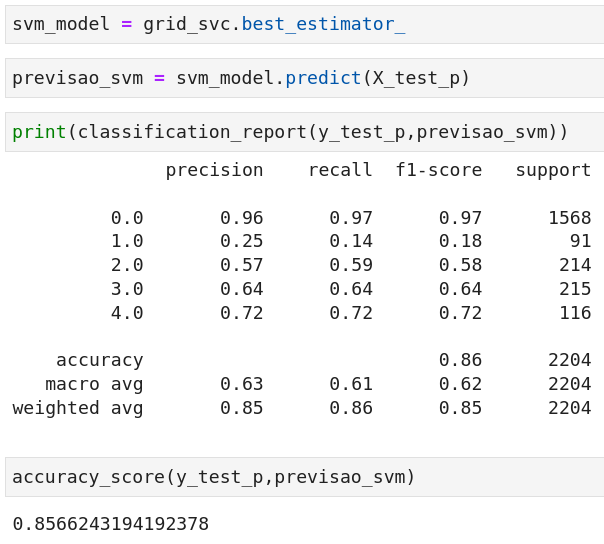 svm_model = grid_svc.best_estimator_
previsao_svm = svm_model.predict(X_test_p)
print(classification_report(y_test_p,previsao_svm))
precision recall f1-score support
0.0 0.96 0.97 0.97 1568
1.0 0.25 0.14 0.18 91
2.0 0.57 0.59 0.58 214
3.0 0.64 0.64 0.64 215
4.0 0.72 0.72 0.72 116
accuracy 0.86 2204
macro avg 0.63 0.61 0.62 2204
weighted avg 0.85 0.86 0.85 2204
accuracy_score(y_test_p,previsao_svm)
0.8566243194192378